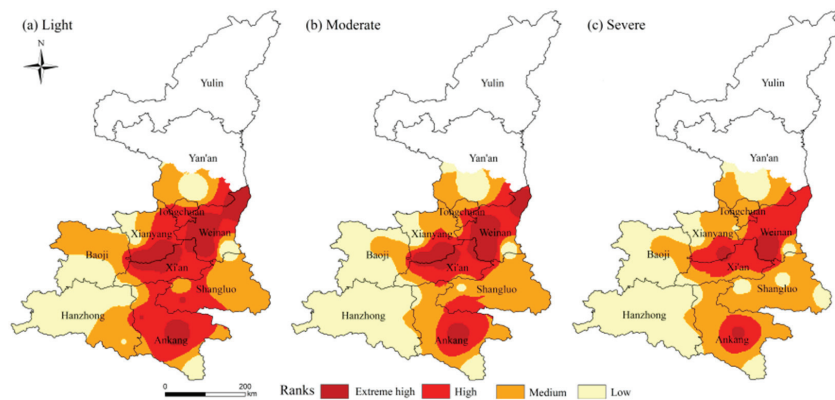 (a) Light
(b) Moderate
(c) Severe
N
Yulin
Yulin
Yulin
Yan'an
Yan'an
Yan'an
Tongchuan
Tongchuan
Tongchuan
Xianyang
Weinan
Xianyang
Weinan
Xianyang
Weinan
Baoji
Baoji
Baoji
Xi'an
Xi'an
Xi'an
Shangluo
Shangluo
Shangluo
Hanzhong
Hanzhong
Hanzhong
Ankang
Ankang
Ankang
0 200
km
Ranks Extreme high High Medium Low